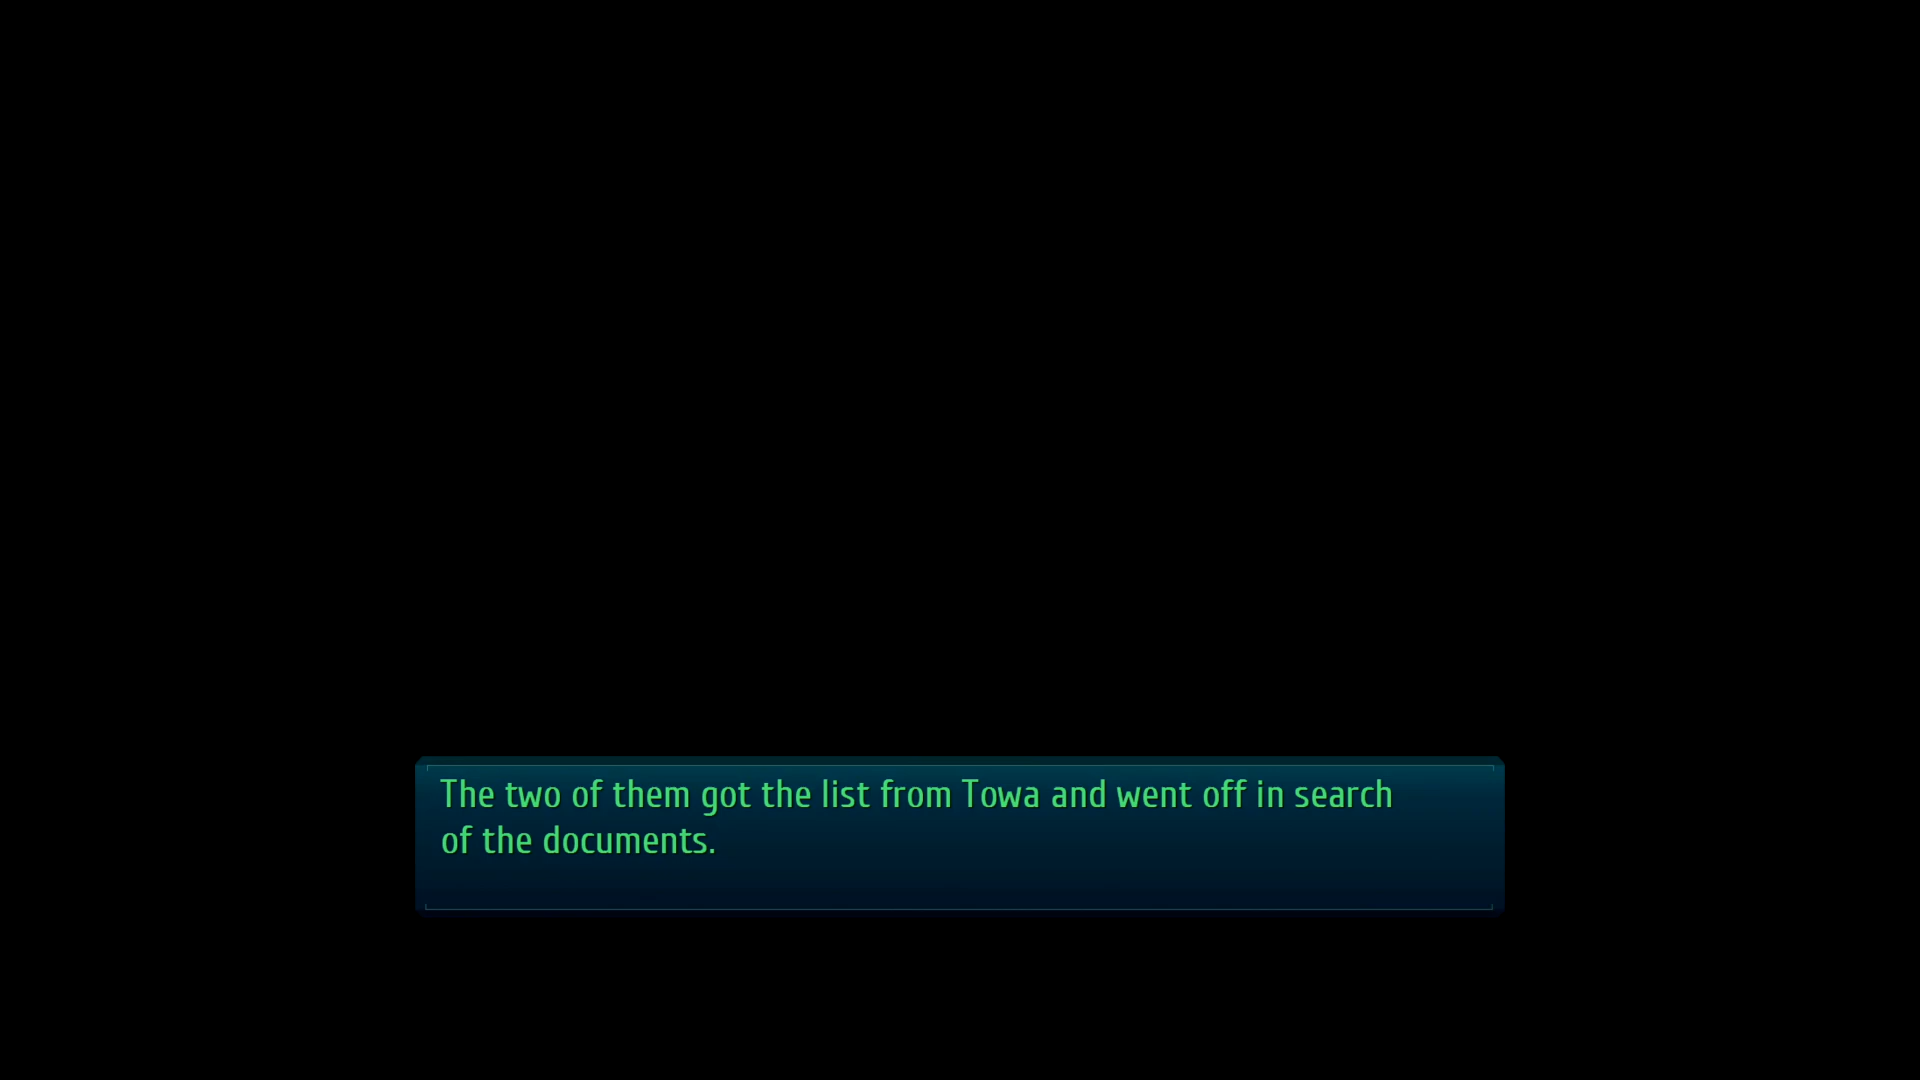 The two of them got the list from Towa and went off in search
of the documents.